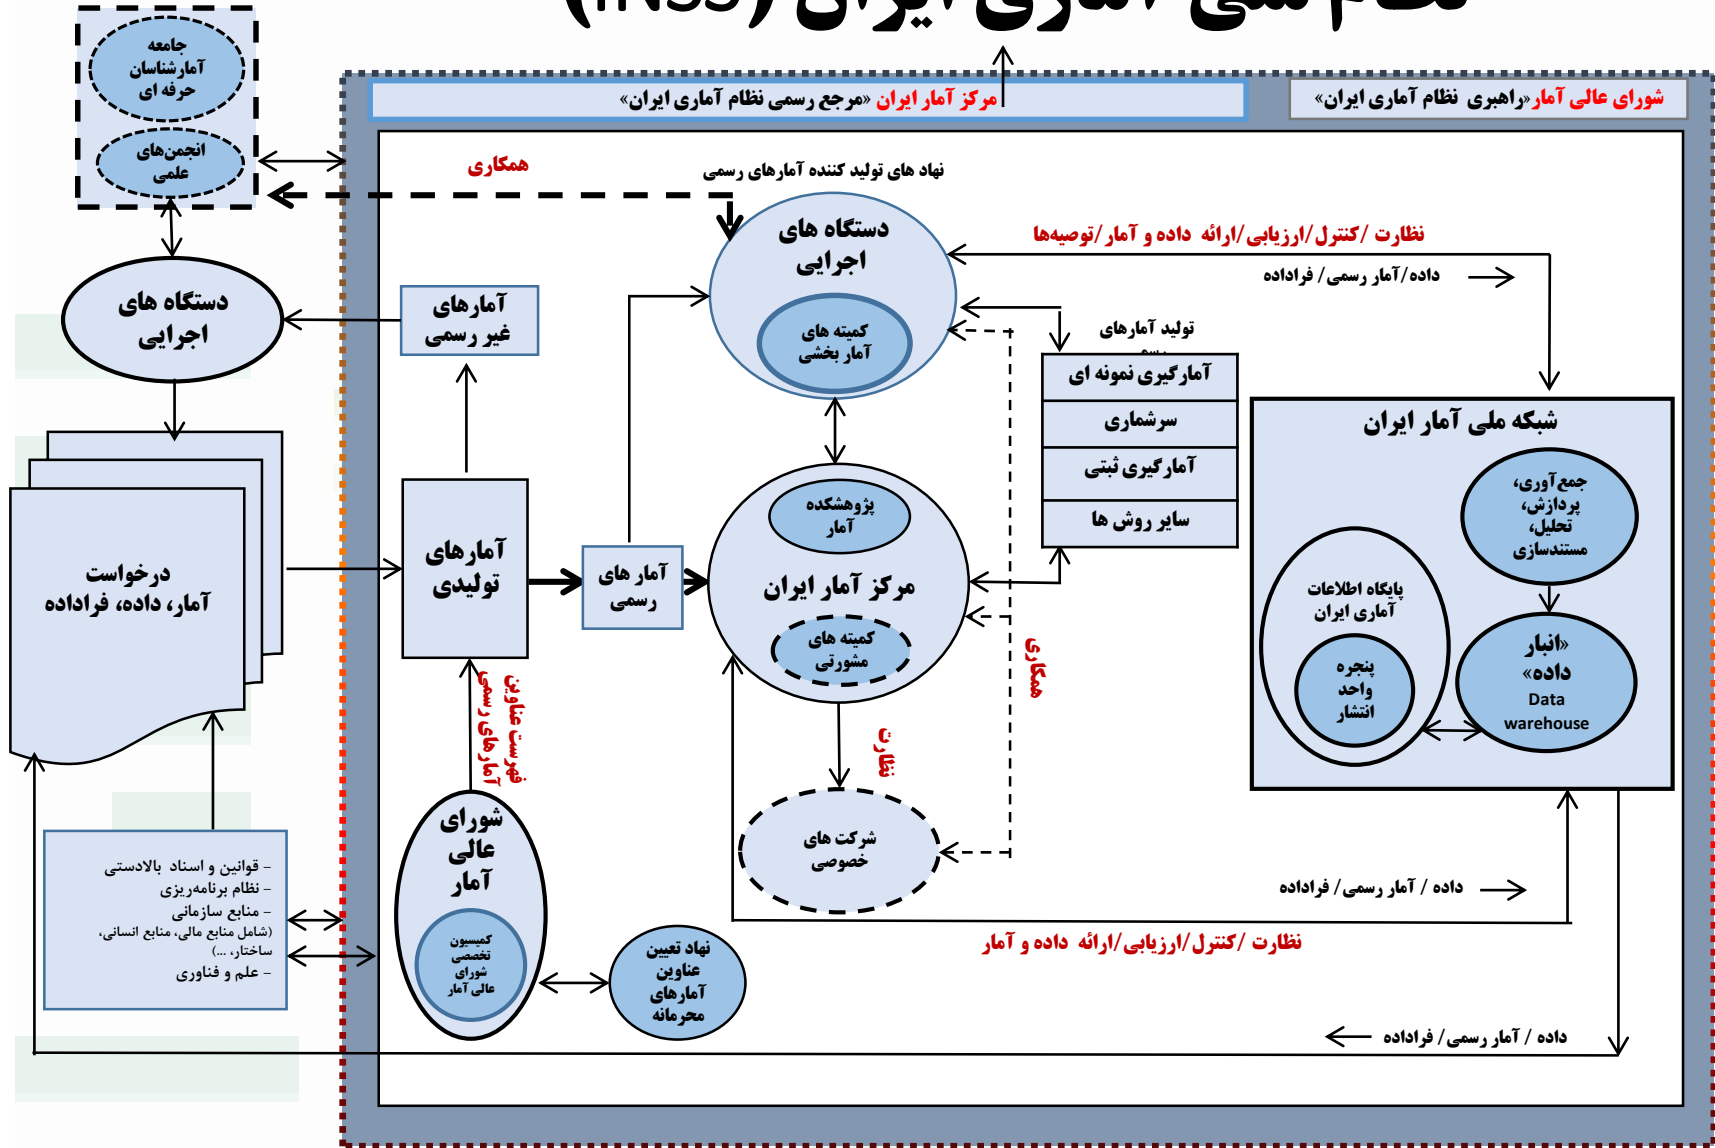 نظام ملی آماری ایران (INSS)
شورای عالی آمار«راهبری نظام آماری ایران»
مرکز آمار ایران «مرجع رسمی نظام آماری ایران»
جامعه
آمارشناسان
حرفه ای
انجمن‌های
علمی
همکاری
نهاد های تولید کننده آمارهای رسمی
دستگاه های
اجرایی
کمیته های
آمار بخشی
نظارت /کنترل/ارزیابی/ارائه داده و آمار/توصیه‌ها
داده/آمار رسمی/ فراداده
دستگاه های
اجرایی
آمارهای
غیر رسمی
تولید آمارهای
آمارگیری نمونه ای
سرشماری
آمارگیری ثبتی
سایر روش ها
شبکه ملی آمار ایران
جمع‌آوری،
پردازش،
تحلیل،
مستندسازی
پایگاه اطلاعات
آماری ایران
پنجره
واحد
انتشار
«انبار
داده»
Data
warehouse
درخواست
آمار، داده، فراداده
آمارهای
تولیدی
آمار های
رسمی
پژوهشکده
آمار
مرکز آمار ایران
کمیته های
مشورتی
همکاری
نظارت
فهرست عناوین
آمارهای رسمی
شرکت های
خصوصی
شورای
عالی
آمار
کمیسیون
تخصصی
شورای
عالی آمار
نهاد تعیین
عناوین
آمارهای
محرمانه
- قوانین و اسناد بالادستی
- نظام برنامه‌ریزی
- منابع سازمانی
(شامل منابع مالی، منابع انسانی،
ساختار، ...)
- علم و فناوری
داده / آمار رسمی/ فراداده
نظارت /کنترل/ارزیابی/ارائه داده و آمار
داده / آمار رسمی/ فراداده